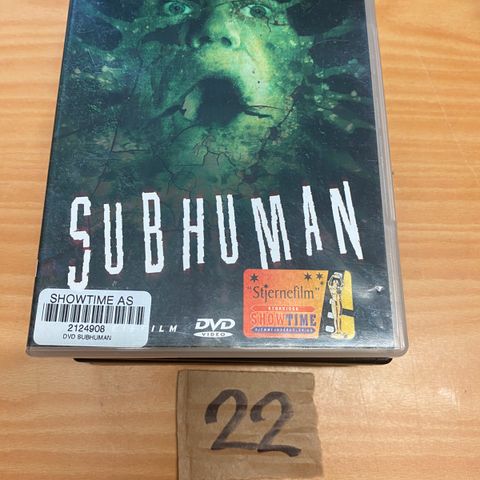 SUBHUMAN
SHOWTIME AS
2124908
DVD SUBHUMAN
FILM
DVD
VIDEO
"Stjernefilm"
SHOWTIME
22